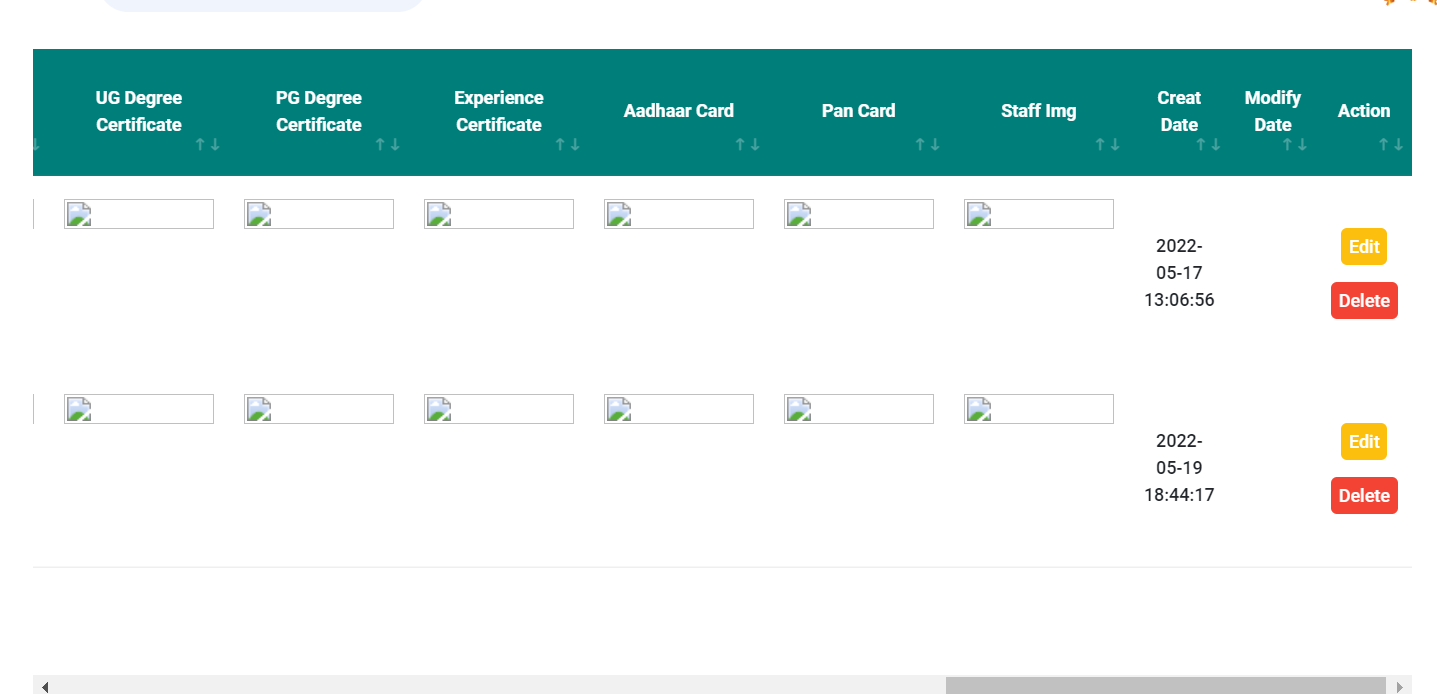 UG Degree
Certificate
PG Degree
Certificate
Experience
Certificate
Aadhaar Card
Pan Card
Staff Img
Creat
Date
Modify
Date
Action
2022-
05-17
13:06:56
Edit
Delete
2022-
05-19
18:44:17
Edit
Delete